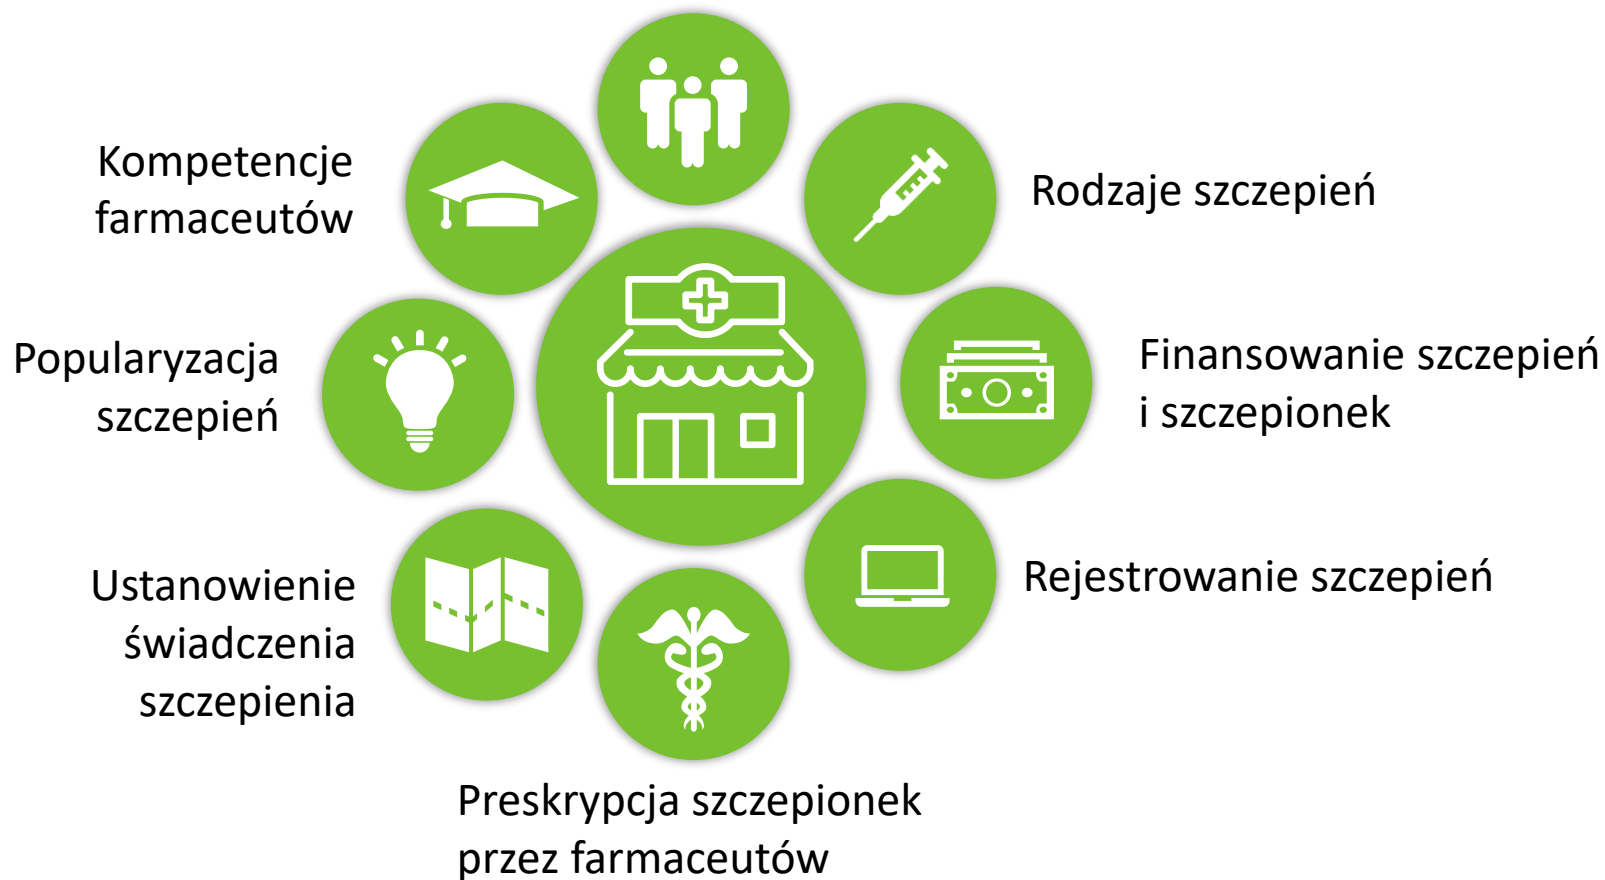 Kompetencje
farmaceutów
Rodzaje szczepień
Popularyzacja
szczepień
Finansowanie szczepień
i szczepionek
Ustanowienie
świadczenia
szczepienia
Rejestrowanie szczepień
Preskrypcja szczepionek
przez farmaceutów